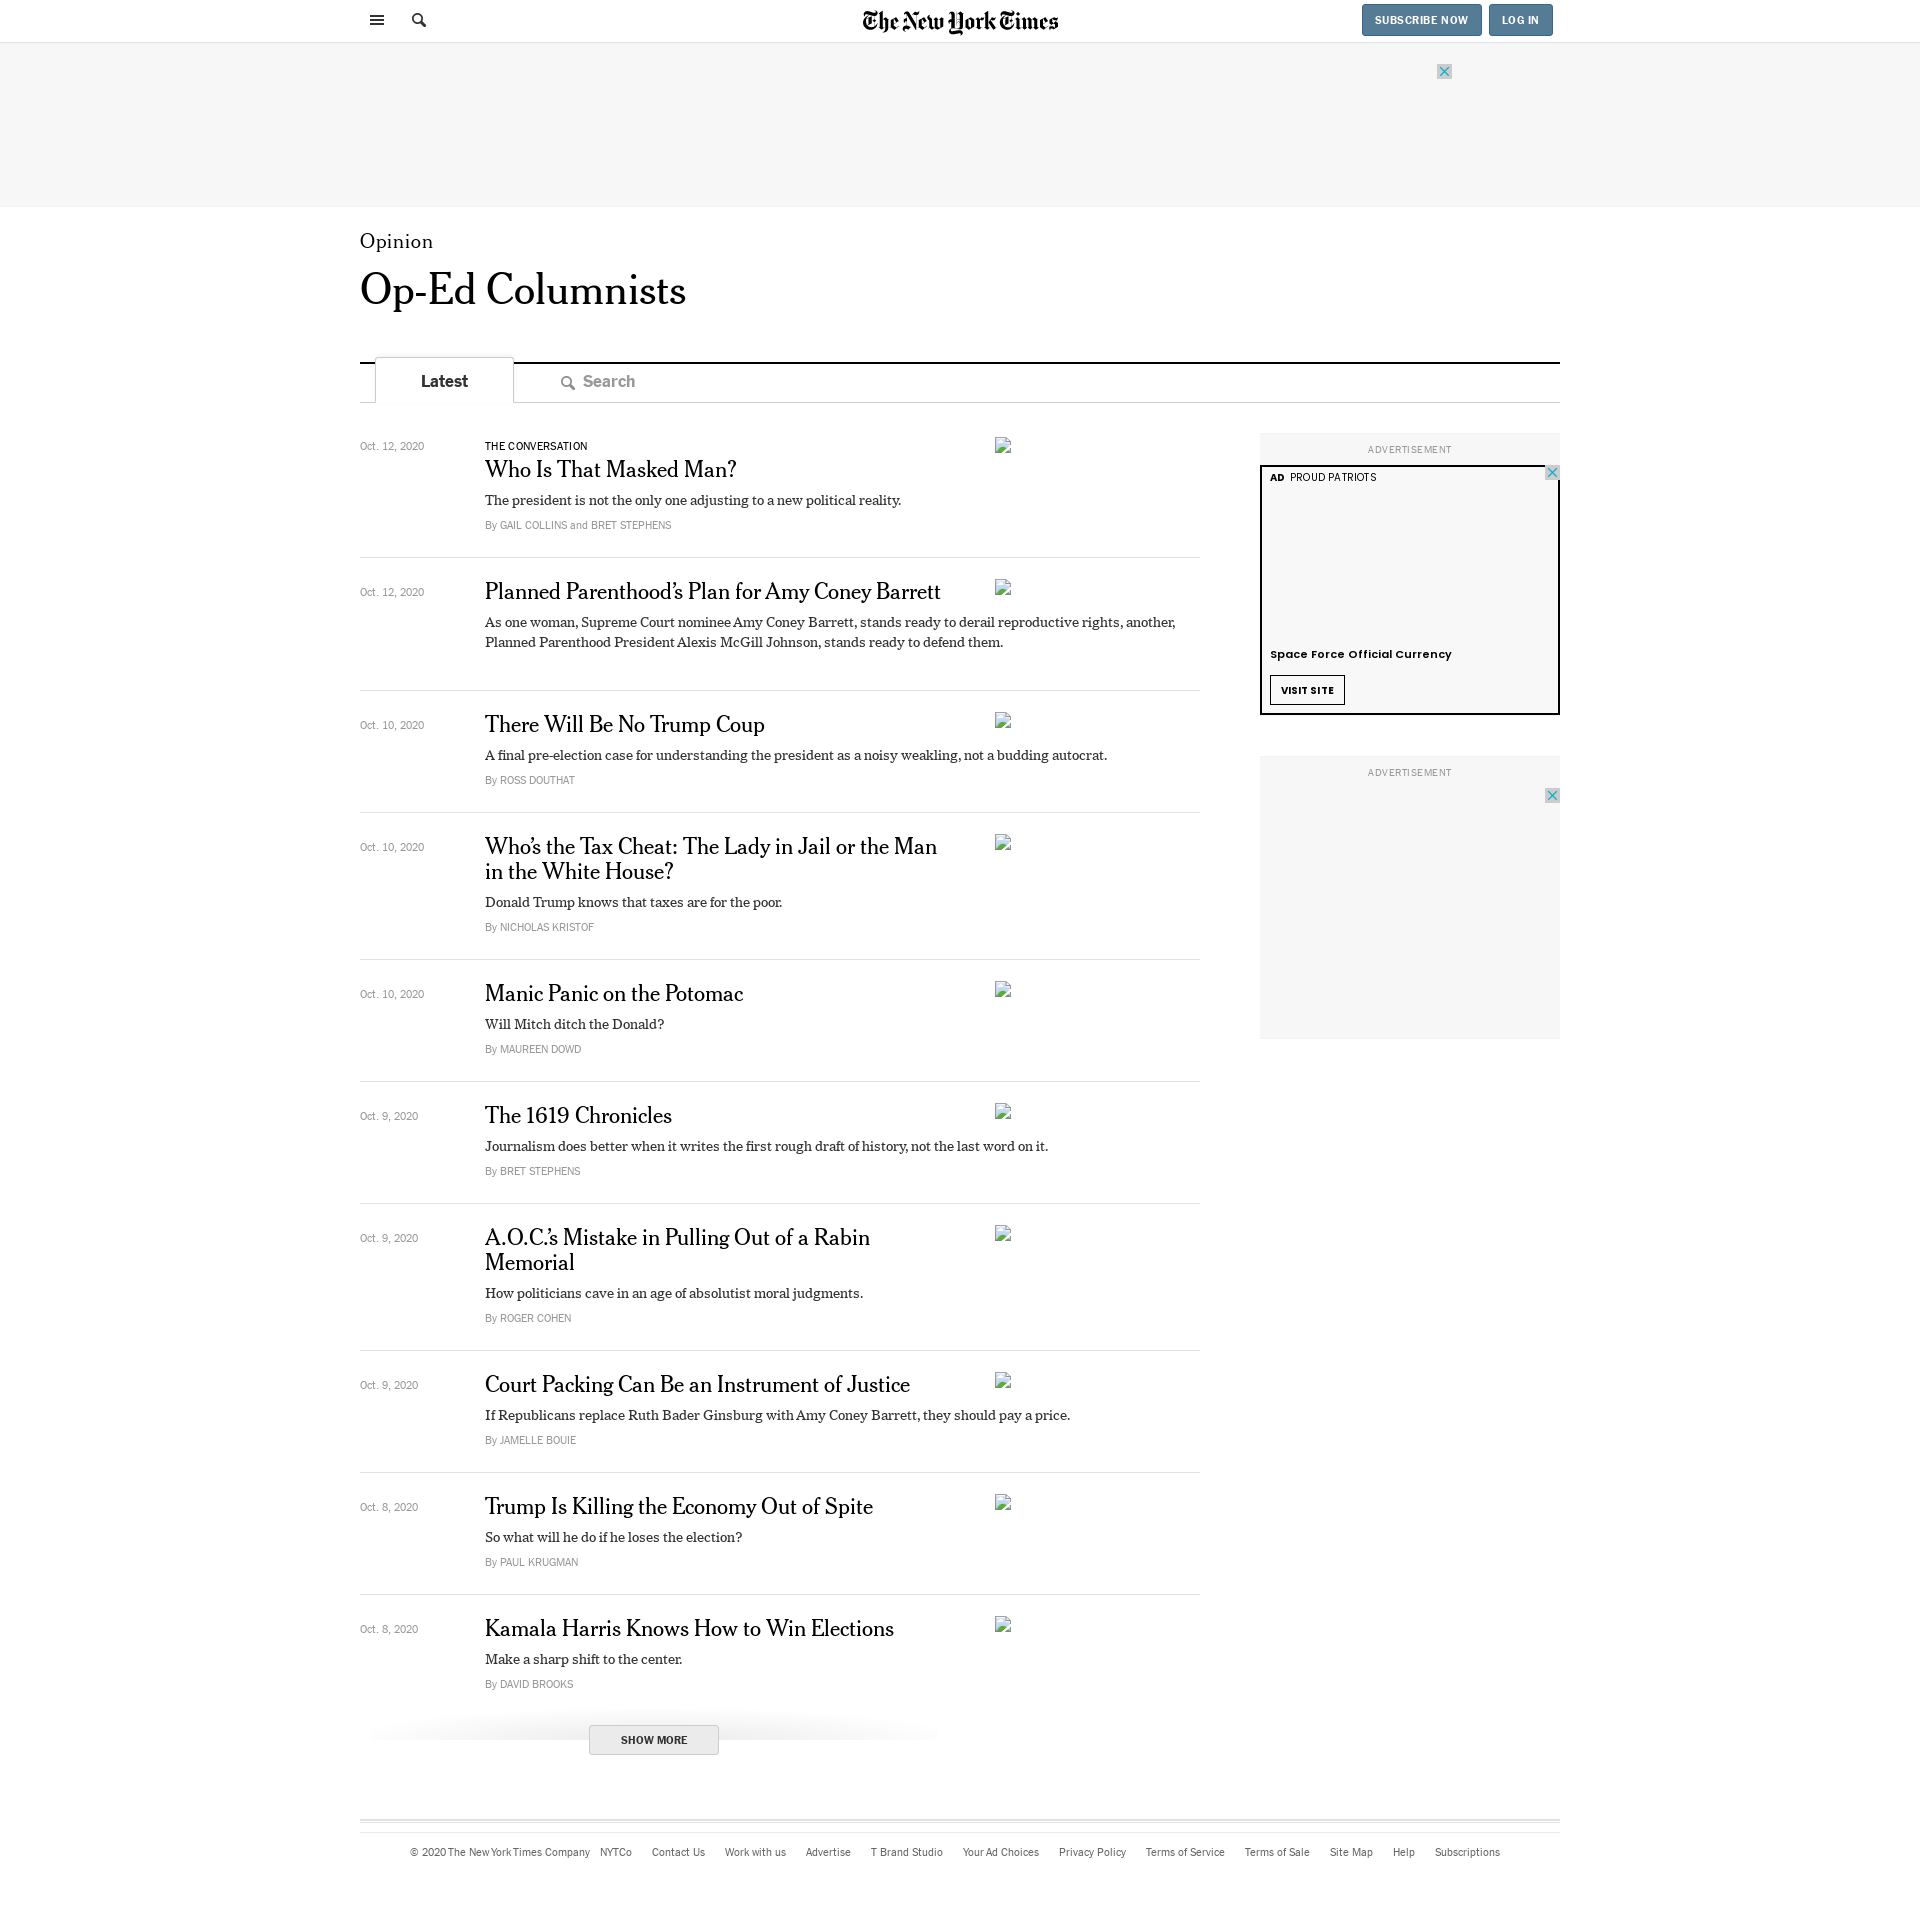 The New York Times
SUBSCRIBE NOW
LOG IN
Opinion
Op-Ed Columnists
Latest
Search
Oct. 12, 2020
THE CONVERSATION
Who Is That Masked Man?
The president is not the only one adjusting to a new political reality.
By GAIL COLLINS and BRET STEPHENS
Oct. 12, 2020
Planned Parenthood’s Plan for Amy Coney Barrett
As one woman, Supreme Court nominee Amy Coney Barrett, stands ready to derail reproductive rights, another,
Planned Parenthood President Alexis McGill Johnson, stands ready to defend them.
Oct. 10, 2020
There Will Be No Trump Coup
A final pre-election case for understanding the president as a noisy weakling, not a budding autocrat.
By ROSS DOUTHAT
Oct. 10, 2020
Who’s the Tax Cheat: The Lady in Jail or the Man
in the White House?
Donald Trump knows that taxes are for the poor.
By NICHOLAS KRISTOF
Oct. 10, 2020
Manic Panic on the Potomac
Will Mitch ditch the Donald?
By MAUREEN DOWD
Oct. 9, 2020
The 1619 Chronicles
Journalism does better when it writes the first rough draft of history, not the last word on it.
By BRET STEPHENS
Oct. 9, 2020
A.O.C.’s Mistake in Pulling Out of a Rabin
Memorial
How politicians cave in an age of absolutist moral judgments.
By ROGER COHEN
Oct. 9, 2020
Court Packing Can Be an Instrument of Justice
If Republicans replace Ruth Bader Ginsburg with Amy Coney Barrett, they should pay a price.
By JAMELLE BOUIE
Oct. 8, 2020
Trump Is Killing the Economy Out of Spite
So what will he do if he loses the election?
By PAUL KRUGMAN
Oct. 8, 2020
Kamala Harris Knows How to Win Elections
Make a sharp shift to the center.
By DAVID BROOKS
SHOW MORE
ADVERTISEMENT
AD PROUD PATRIOTS
Space Force Official Currency
VISIT SITE
ADVERTISEMENT
© 2020 The New York Times Company NYTCo Contact Us Work with us Advertise T Brand Studio Your Ad Choices Privacy Policy Terms of Service Terms of Sale Site Map Help Subscriptions